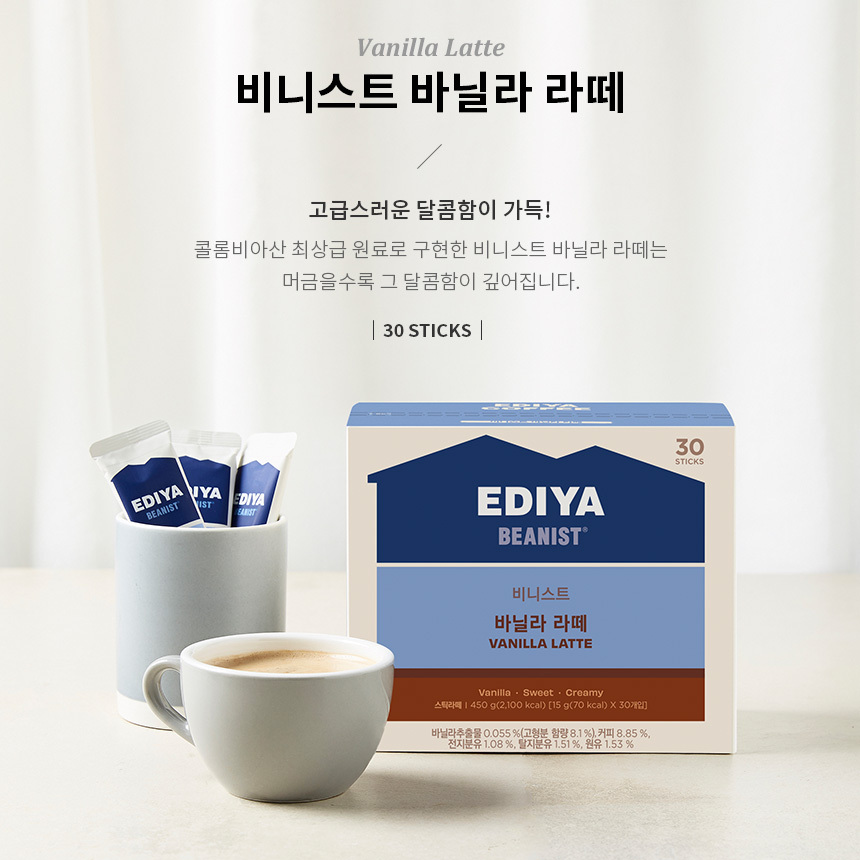 Vanilla Latte
비니스트 바닐라 라떼
고급스러운 달콤함이 가득!
콜롬비아산 최상급 원료로 구현한 비니스트 바닐라 라떼는
머금을수록 그 달콤함이 깊어집니다.
30 STICKS
EDIYA
COFFEE
30
STICKS
EDIYA
BEANIST®
비니스트
바닐라 라떼
VANILLA LATTE
Vanilla · Sweet · Creamy
스틱라떼 | 450 g(2,100 kcal) [15 g(70 kcal) X 30개입]
바닐라추출물 0.055 %(고형분 함량 8.1 %), 커피 8.85 %,
전지분유 1.08 %, 탈지분유 1.51 %, 원유 1.53 %
EDIYA
BEANIST
IYA
NIST
EDIYA
BEANIST